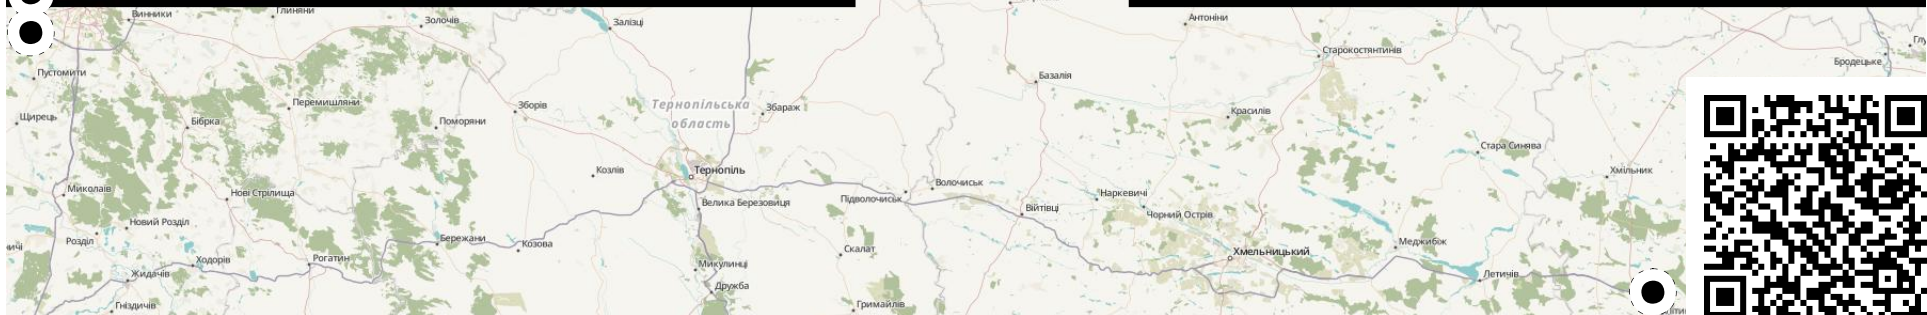 Винники
Глиняни
Золочів
Залізці
Антоніни
Старокостянтинів
Бродецьке
Пустомити
Базалія
Перемишляни
Зборів
Тернопільська
область
Збараж
Красилів
Щирець
Бібрка
Поморяни
Стара Синява
Козлів
Тернопіль
Хмільник
Миколаїв
Нові Стрілища
Волочиськ
Наркевичі
Підволочиськ
Велика Березовиця
Війтівці
Чорний Острів
Новий Розділ
Розділ
Бережани
Козова
Скалат
Хмельницький
Меджибіж
Ходорів
Рогатин
Микулинці
Жидачів
Летичів
Дружба
Гніздичів
Гримайлів